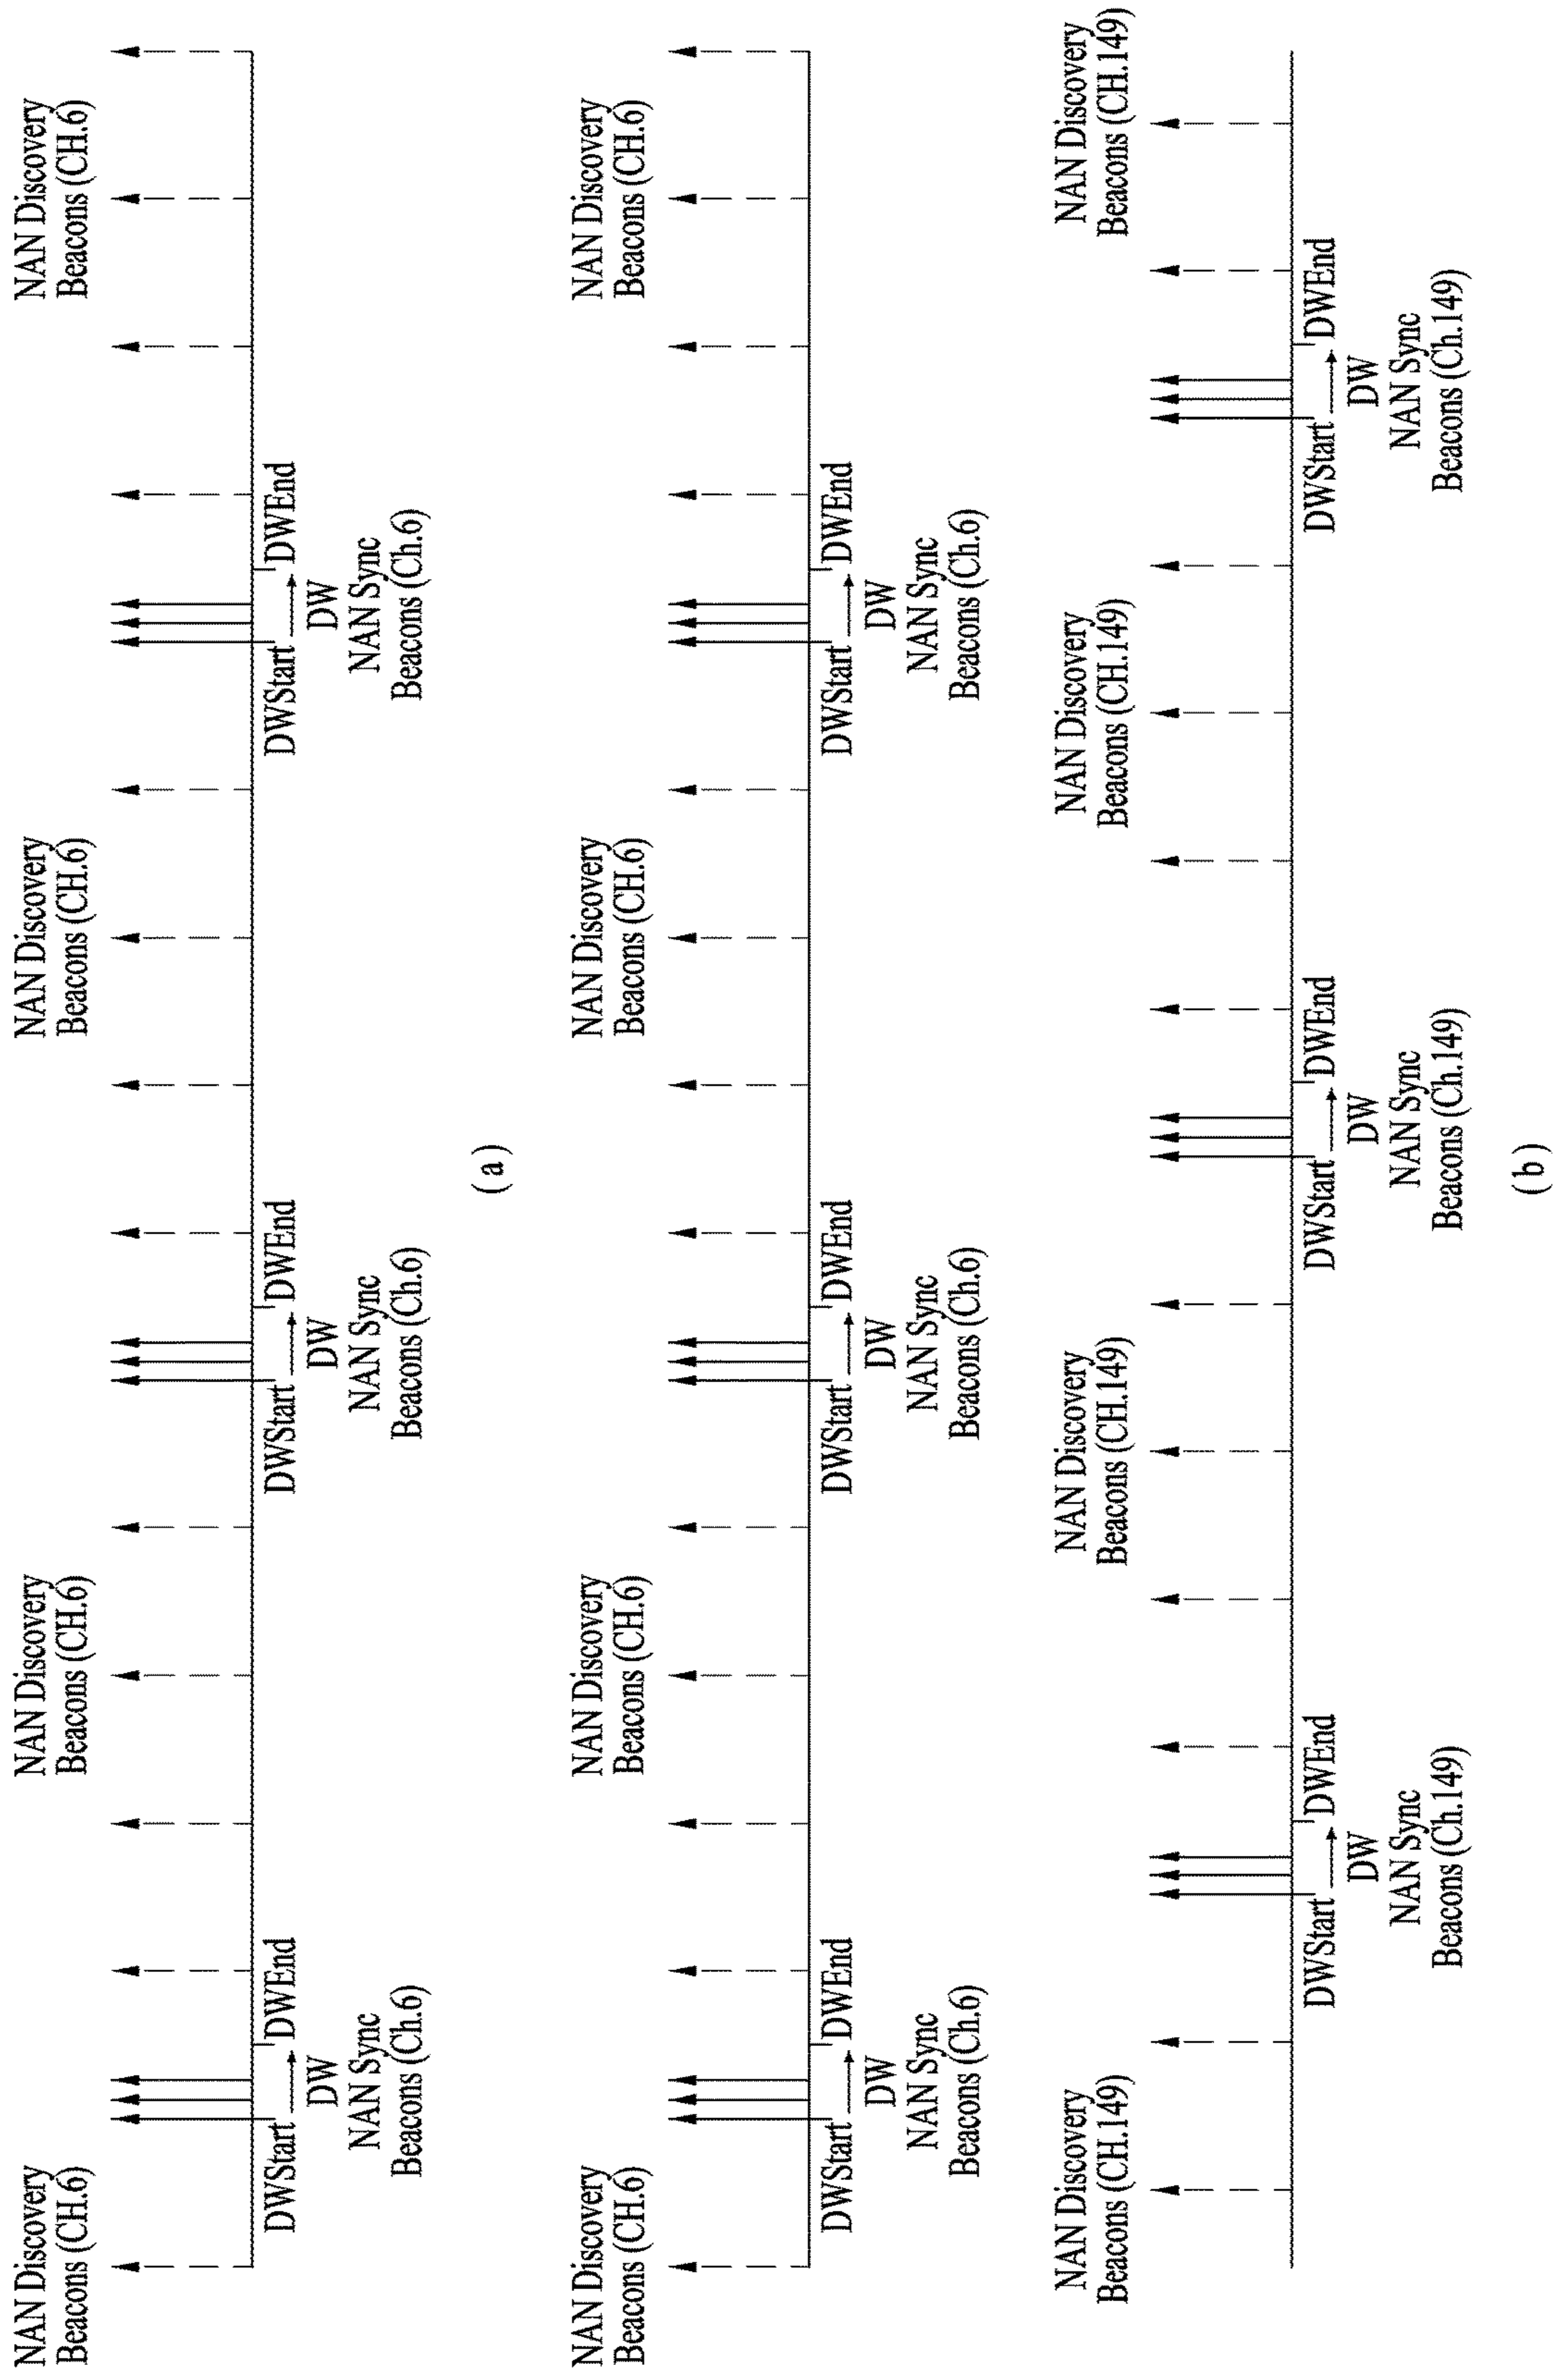 NAN Discovery
Beacons (CH.6)
NAN Discovery
Beacons (CH.6)
NAN Discovery
Beacons (CH.6)
NAN Discovery
Beacons (CH.6)
DWStart
DWEnd
DW
NAN Sync
Beacons (Ch.6)
DWStart
DWEnd
DW
NAN Sync
Beacons (Ch.6)
DWStart
DWEnd
DW
NAN Sync
Beacons (Ch.6)
( a )
NAN Discovery
Beacons (CH.6)
NAN Discovery
Beacons (CH.6)
NAN Discovery
Beacons (CH.6)
NAN Discovery
Beacons (CH.6)
DWStart
DWEnd
DW
NAN Sync
Beacons (Ch.6)
DWStart
DWEnd
DW
NAN Sync
Beacons (Ch.6)
DWStart
DWEnd
DW
NAN Sync
Beacons (Ch.6)
NAN Discovery
Beacons (CH.149)
NAN Discovery
Beacons (CH.149)
NAN Discovery
Beacons (CH.149)
NAN Discovery
Beacons (CH.149)
DWStart
DWEnd
DW
NAN Sync
Beacons (Ch.149)
DWStart
DWEnd
DW
NAN Sync
Beacons (Ch.149)
DWStart
DWEnd
DW
NAN Sync
Beacons (Ch.149)
( b )